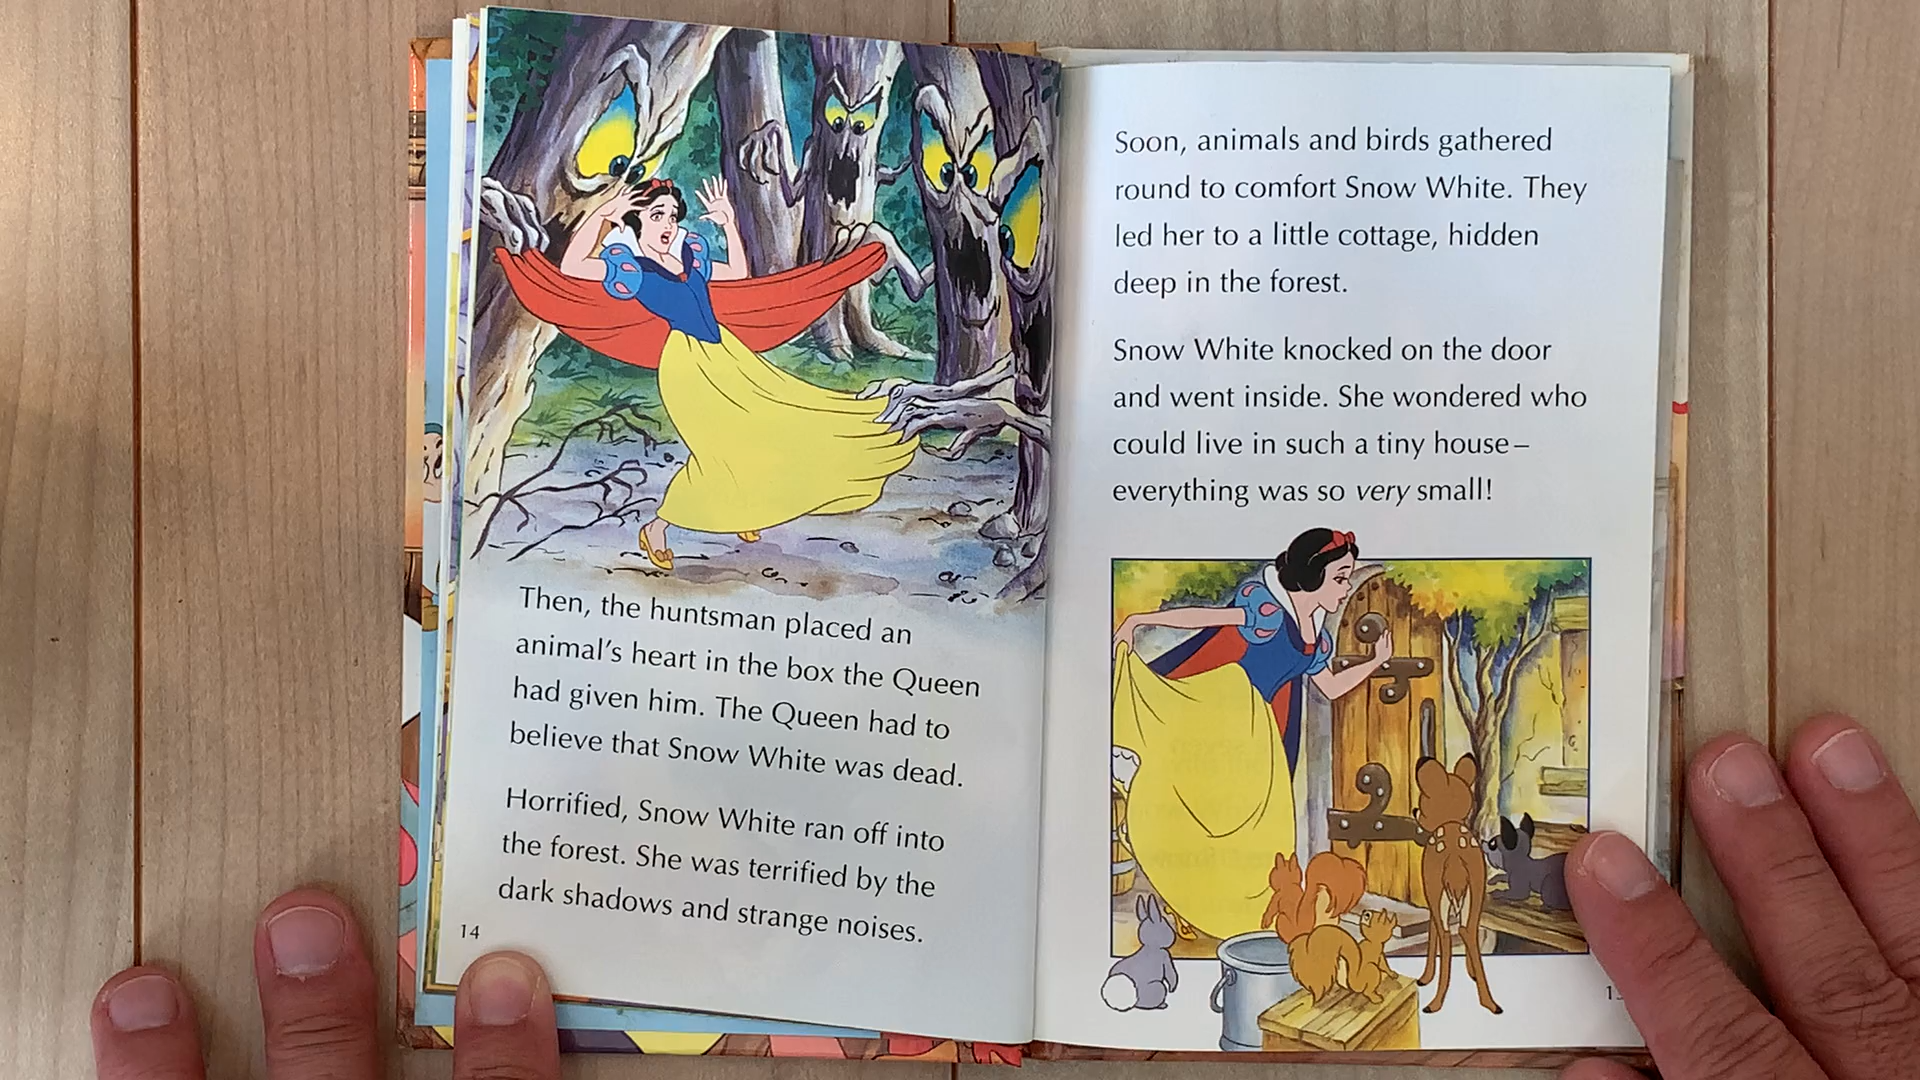 Then, the huntsman placed an
animal's heart in the box the Queen
had given him. The Queen had to
believe that Snow White was dead.
Horrified, Snow White ran off into
the forest. She was terrified by the
dark shadows and strange noises.
14
Soon, animals and birds gathered
round to comfort Snow White. They
led her to a little cottage, hidden
deep in the forest.
Snow White knocked on the door
and went inside. She wondered who
could live in such a tiny house–
everything was so very small!